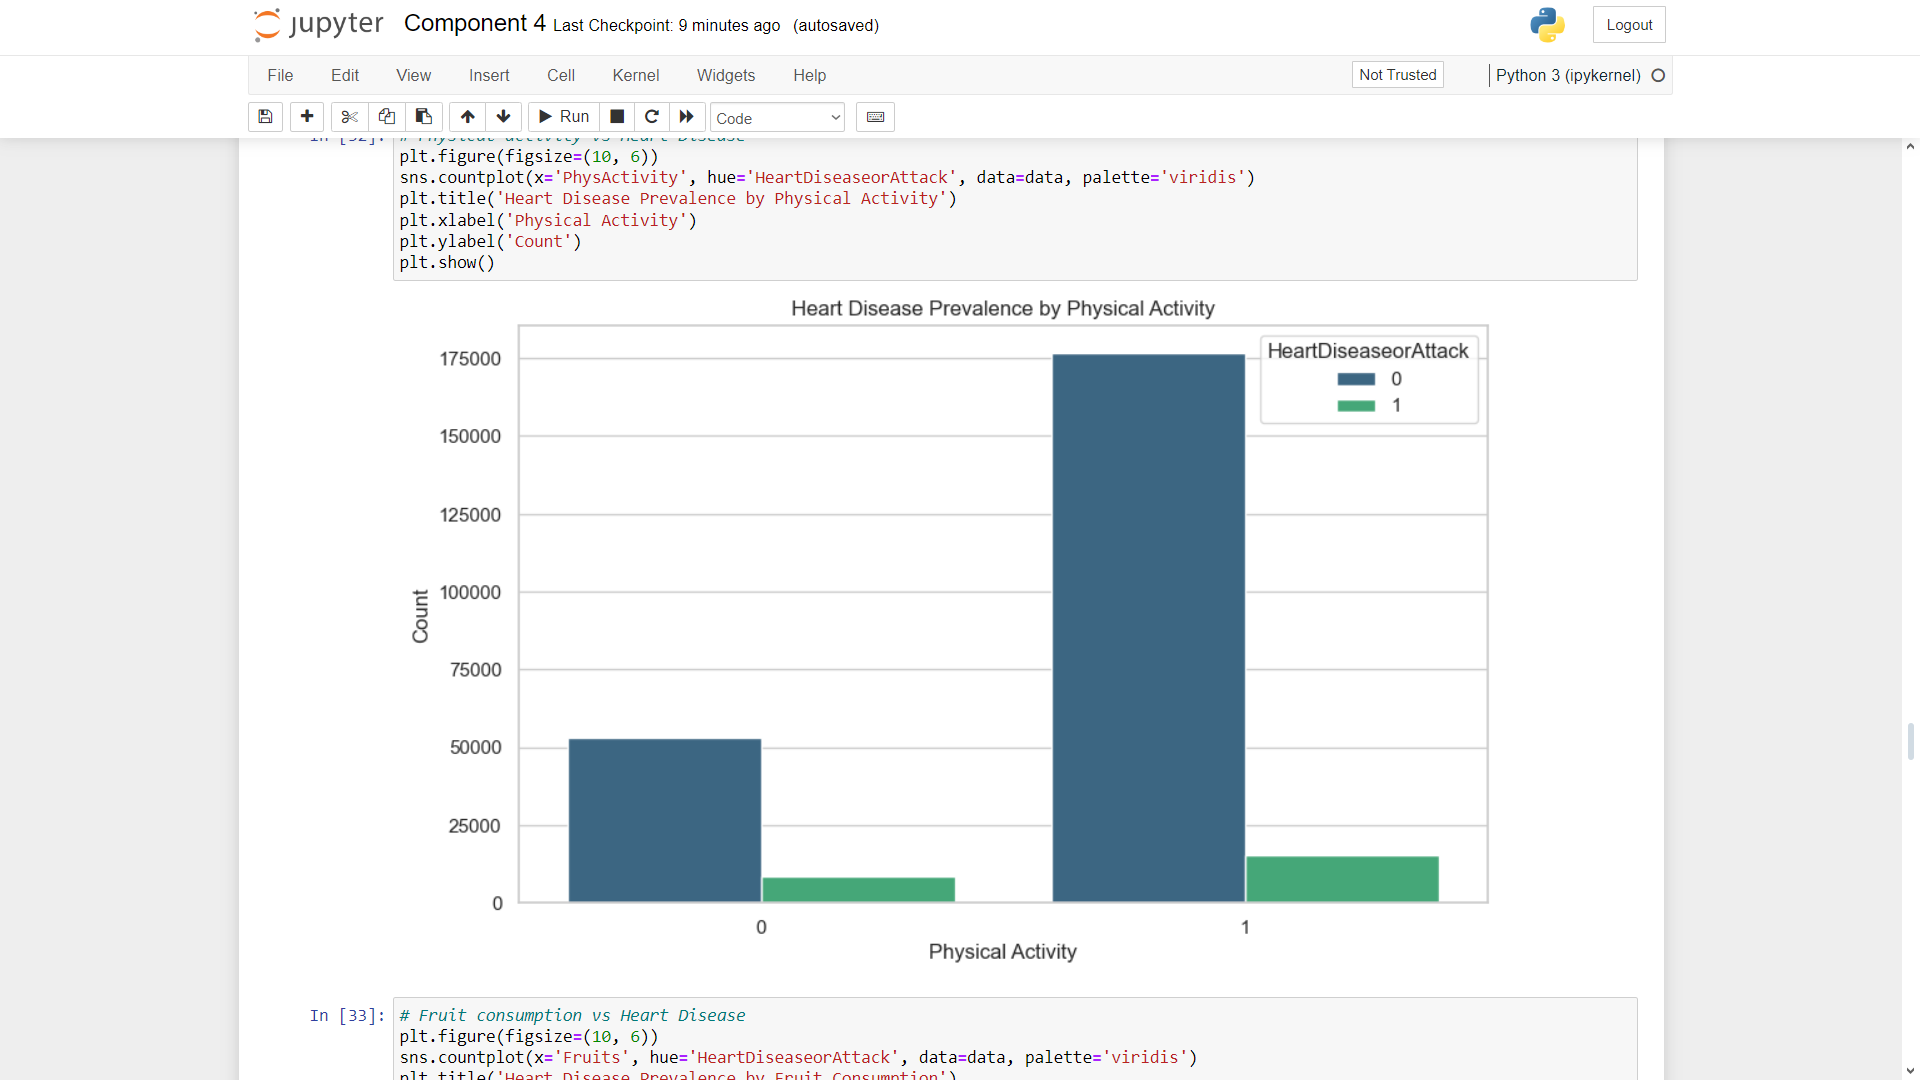 jupyter Component 4 Last Checkpoint: 9 minutes ago (autosaved) Logout
File Edit View Insert Cell Kernel Widgets Help Not Trusted Python 3 (ipykernel)
Run Code
In [32]: # Physical activity vs Heart Disease
plt.figure(figsize=(10, 6))
sns.countplot(x='PhysActivity', hue='HeartDiseaseorAttack', data=data, palette='viridis')
plt.title('Heart Disease Prevalence by Physical Activity')
plt.xlabel('Physical Activity')
plt.ylabel('Count')
plt.show()
Heart Disease Prevalence by Physical Activity
HeartDiseaseorAttack
0
1
175000
150000
125000
100000
75000
50000
25000
0
Count
0 1
Physical Activity
In [33]: # Fruit consumption vs Heart Disease
plt.figure(figsize=(10, 6))
sns.countplot(x='Fruits', hue='HeartDiseaseorAttack', data=data, palette='viridis')
plt.title('Heart Disease Prevalence by Fruit Consumption')